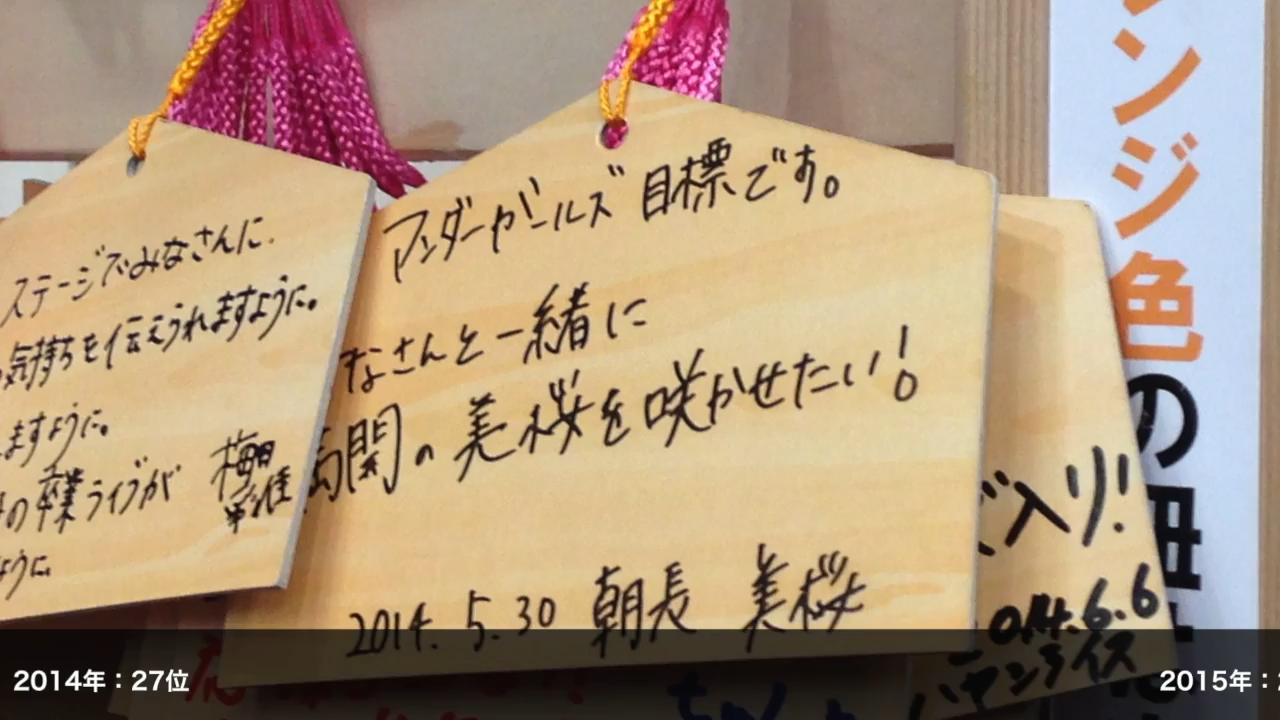 ステージでみなさんに
気持ちを伝えられますように。
ますように。
の卒業ライブが
梅田
彩佳
ように
アンダーガールズ 目標です。
なさんと一緒に
満開の美桜を咲かせたい!
2014.5.30 朝長 美桜
入り!
2014.6.6
ンジ色の
2014年:27位
2015年: